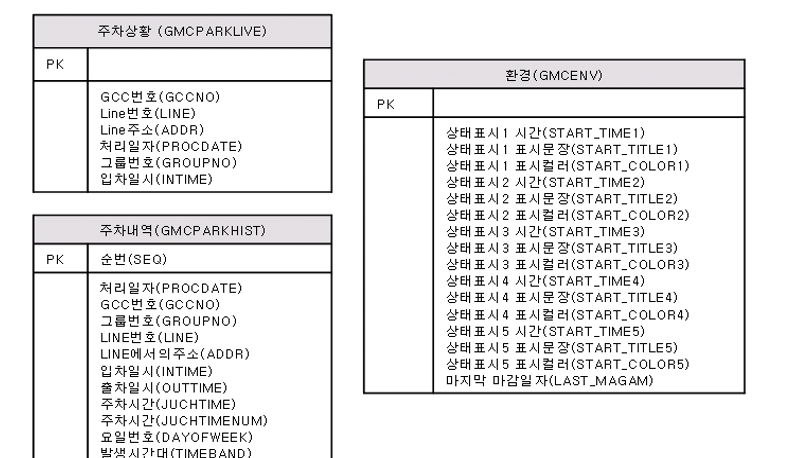 주차상황 (GMCPARKLIVE)
PK
GCC번호(GCCNO)
Line번호(LINE)
Line주소(ADDR)
처리일자(PROCDATE)
그룹번호(GROUPNO)
입차일시(INTIME)
주차내역(GMCPARKHIST)
PK 순번(SEQ)
처리일자(PROCDATE)
GCC번호(GCCNO)
그룹번호(GROUPNO)
LINE번호(LINE)
LINE에서의주소(ADDR)
입차일시(INTIME)
출차일시(OUTTIME)
주차시간(JUCHTIME)
주차시간(JUCHTIMENUM)
요일번호(DAYOFWEEK)
발생시간대(TIMEBAND)
환경(GMCENV)
PK
상태표시1 시간(START_TIME1)
상태표시1 표시문장(START_TITLE1)
상태표시1 표시컬러(START_COLOR1)
상태표시2 시간(START_TIME2)
상태표시2 표시문장(START_TITLE2)
상태표시2 표시컬러(START_COLOR2)
상태표시3 시간(START_TIME3)
상태표시3 표시문장(START_TITLE3)
상태표시3 표시컬러(START_COLOR3)
상태표시4 시간(START_TIME4)
상태표시4 표시문장(START_TITLE4)
상태표시4 표시컬러(START_COLOR4)
상태표시5 시간(START_TIME5)
상태표시5 표시문장(START_TITLE5)
상태표시5 표시컬러(START_COLOR5)
마지막 마감일자(LAST_MAGAM)